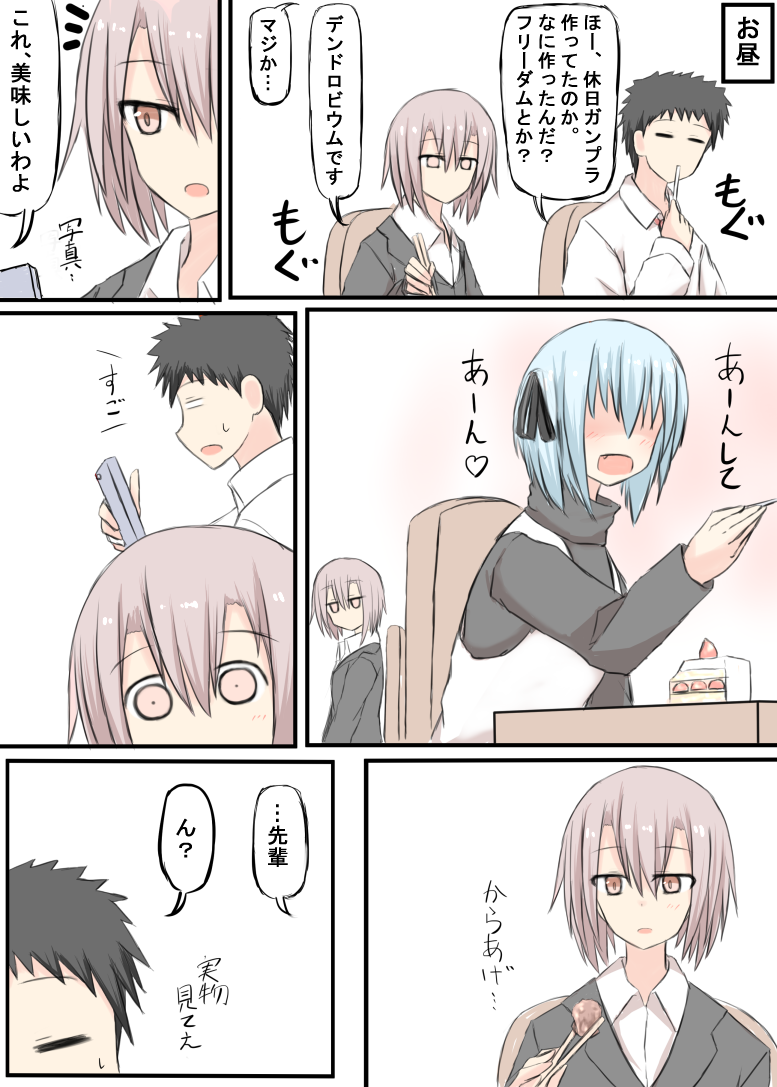 お昼
ほー、休日ガンプラ
作ってたのか。
なに作ったんだ？
フリーダムとか？
もぐ
デンドロビウムです
マジか…
もぐ
これ、美味しいわよ
写真…
あーんして
あーん♡
すご
…先輩
ん？
からあげ…
実物
見てえ